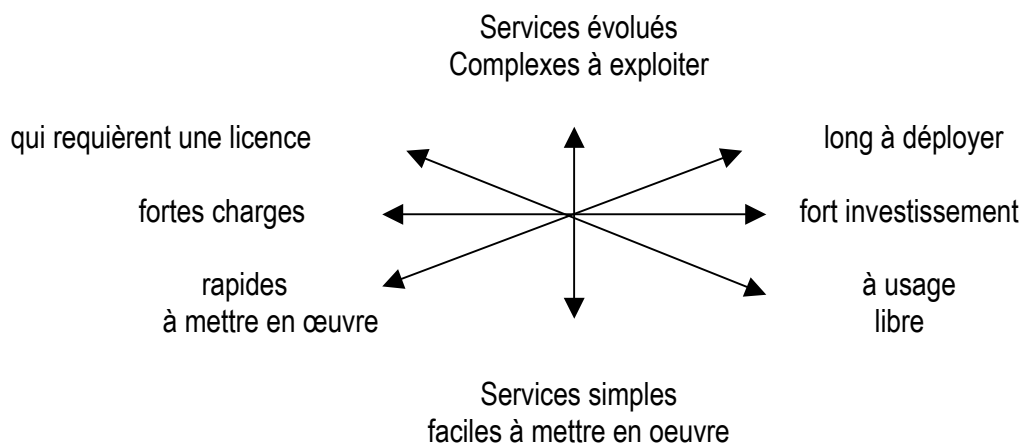 Services évolués
Complexes à exploiter
qui requièrent une licence
long à déployer
fortes charges
fort investissement
rapides
à mettre en œuvre
à usage
libre
Services simples
faciles à mettre en oeuvre